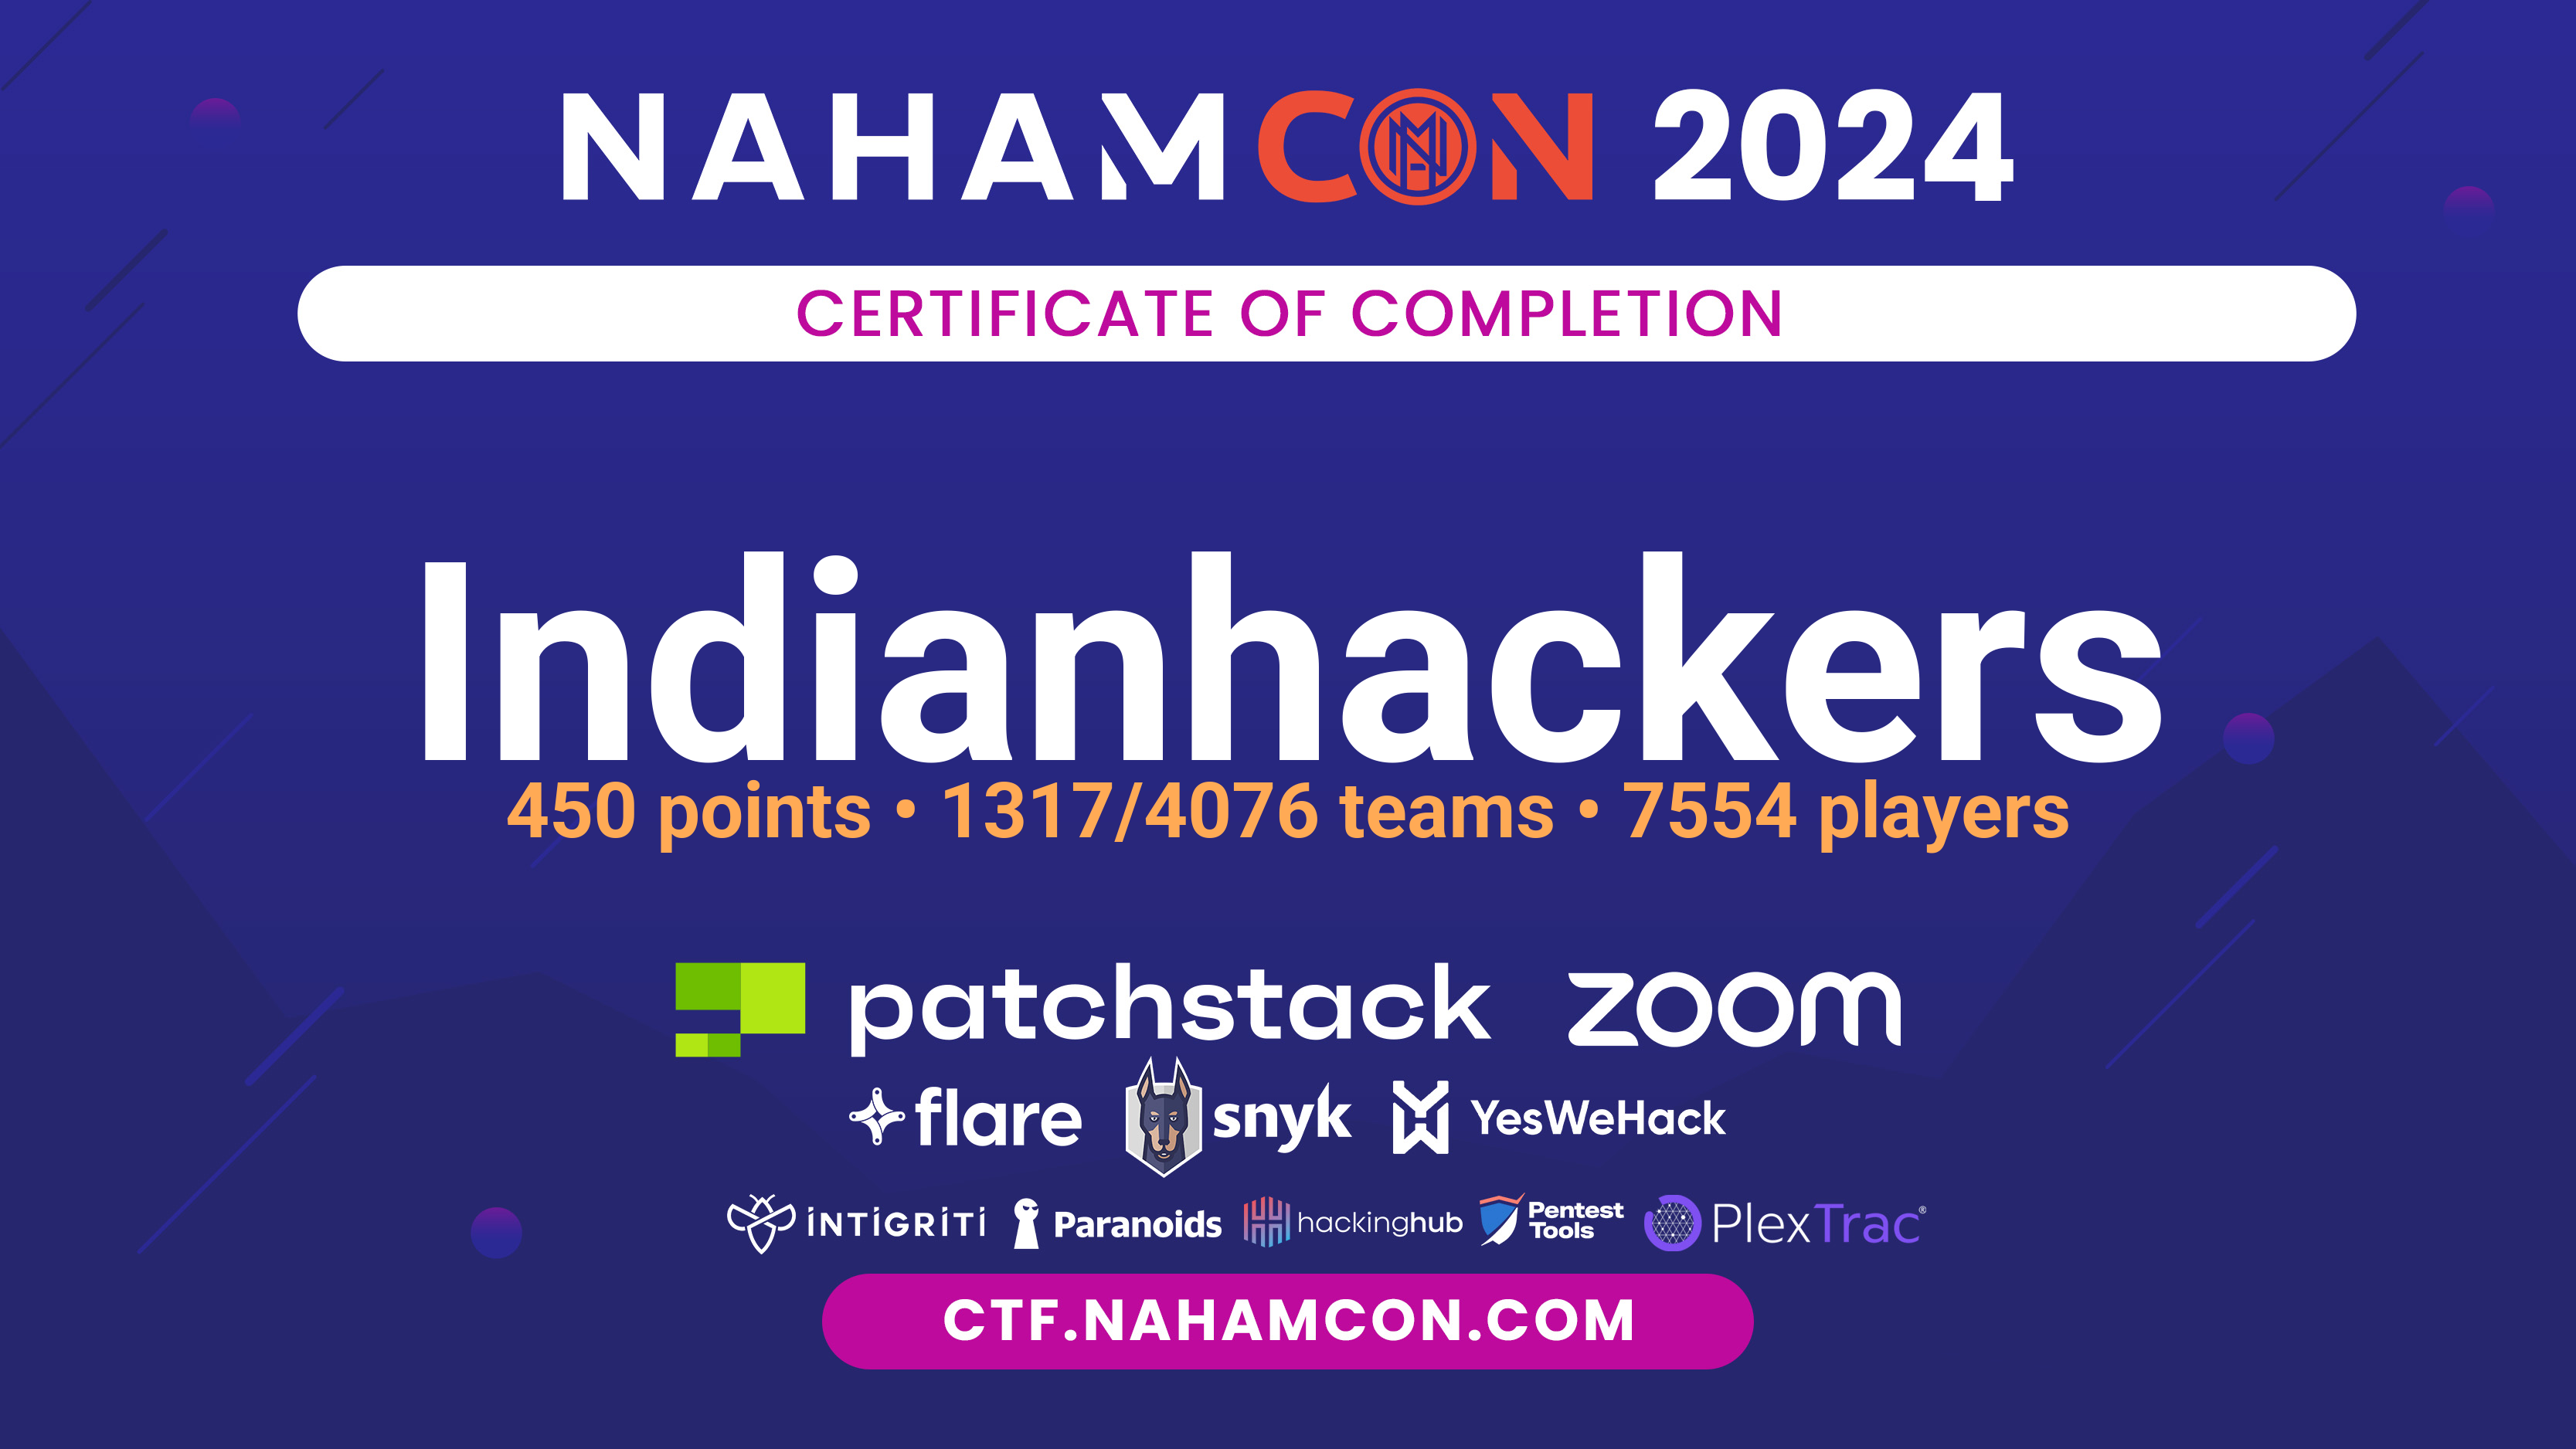 NAHAMCON 2024
CERTIFICATE OF COMPLETION
Indianhackers
450 points • 1317/4076 teams • 7554 players
patchstack zoom
flare snyk YesWeHack
INTIGRITI Paranoids hackinghub Pentest Tools PlexTrac®
CTF.NAHAMCON.COM